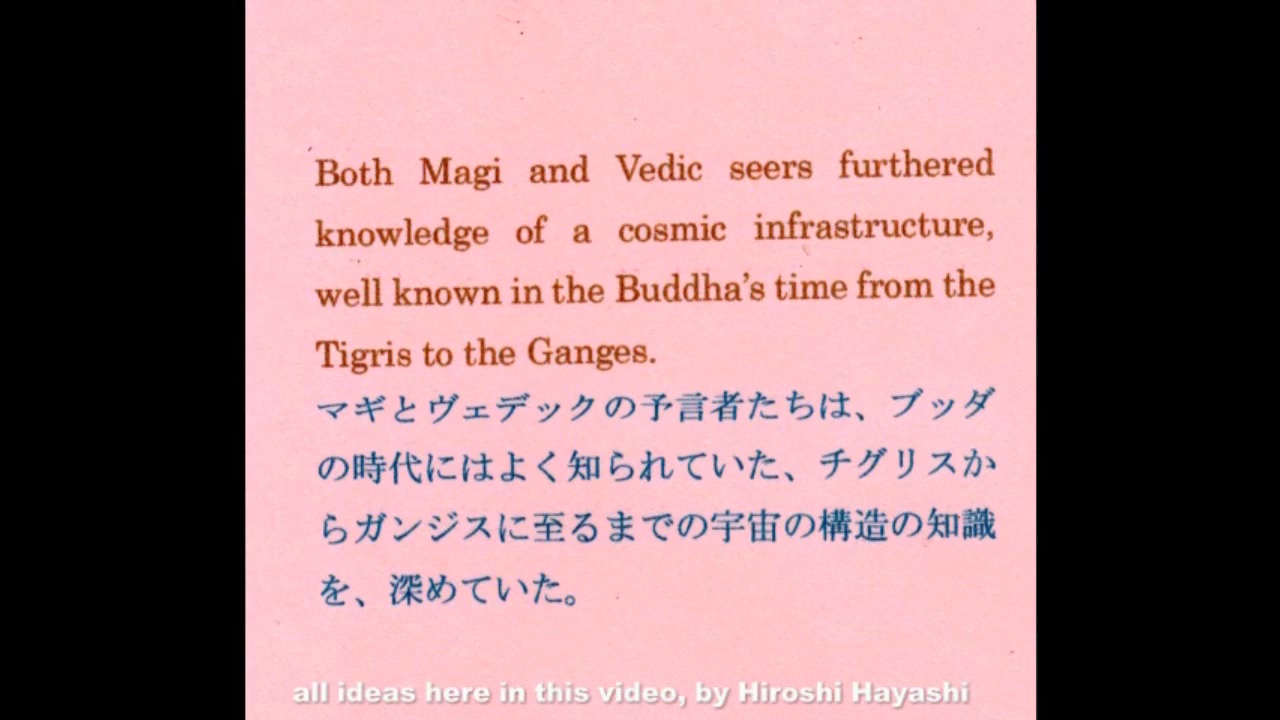 Both Magi and Vedic seers furthered
knowledge of a cosmic infrastructure,
well known in the Buddha's time from the
Tigris to the Ganges.
マギとヴェデックの予言者たちは、ブッダ
の時代にはよく知られていた、チグリスか
らガンジスに至るまでの宇宙の構造の知識
を、深めていた。
all ideas here in this video, by Hiroshi Hayashi